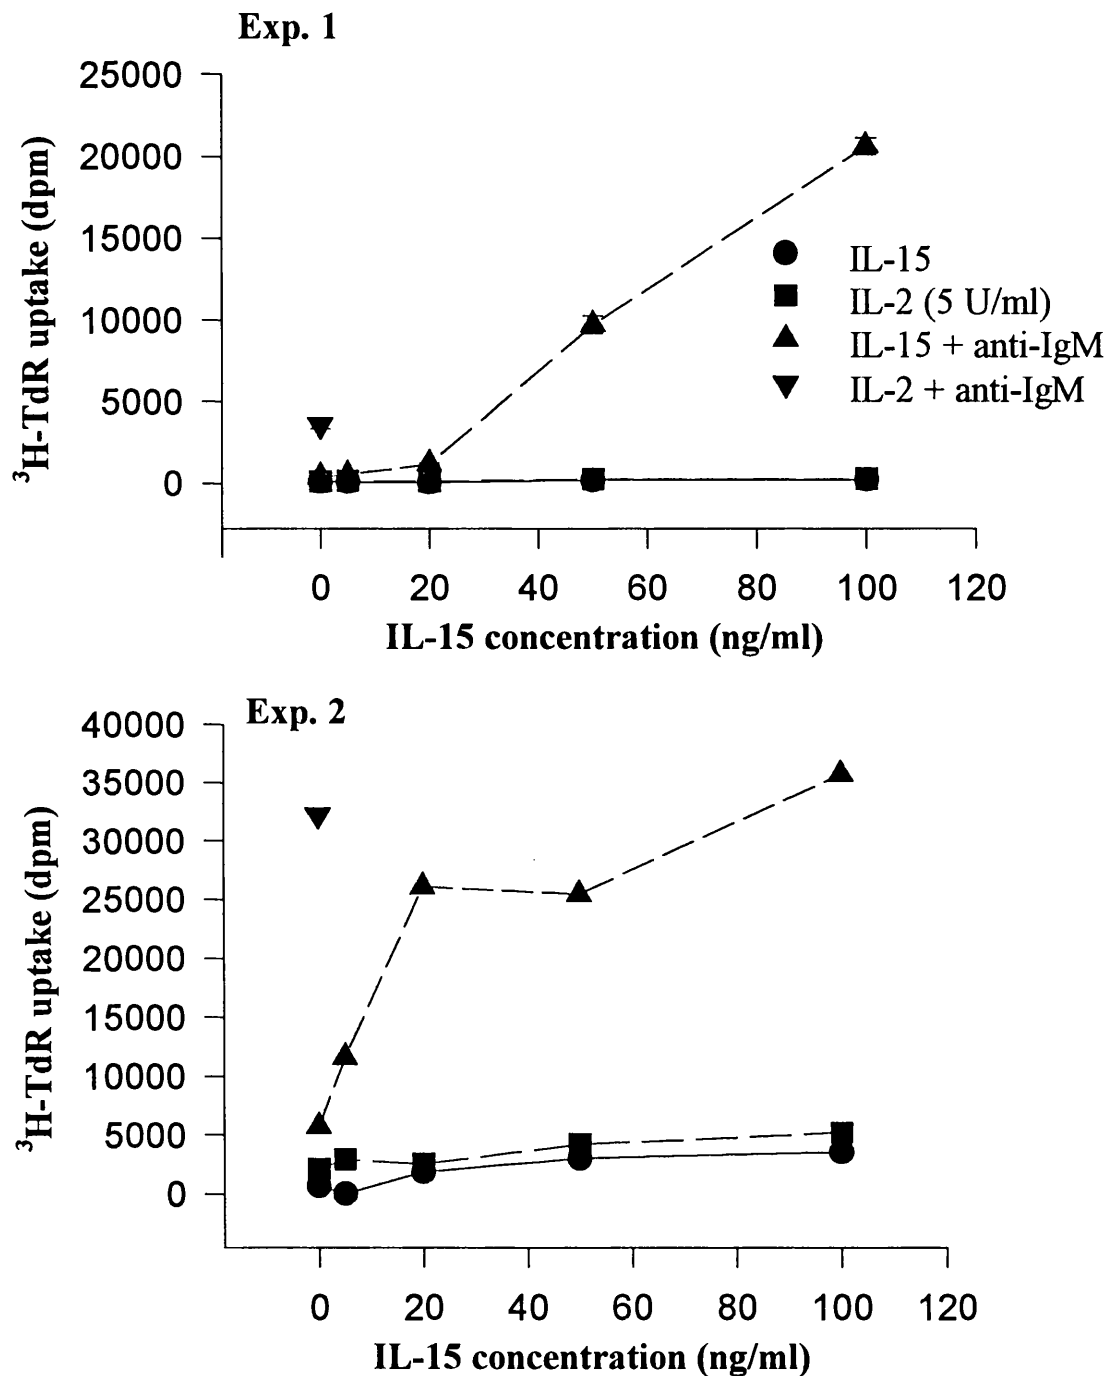 Exp. 1
25000
20000
15000
10000
5000
0
³H-TdR uptake (dpm)
IL-15
IL-2 (5 U/ml)
IL-15 + anti-IgM
IL-2 + anti-IgM
0 20 40 60 80 100 120
IL-15 concentration (ng/ml)
Exp. 2
40000
35000
30000
25000
20000
15000
10000
5000
0
³H-TdR uptake (dpm)
0 20 40 60 80 100 120
IL-15 concentration (ng/ml)